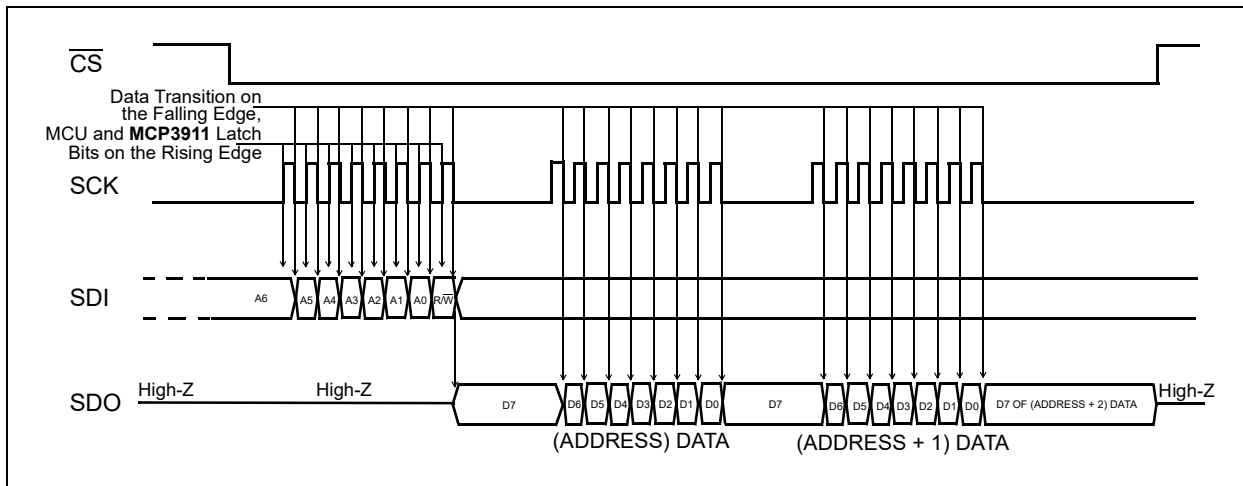 CS
Data Transition on
the Falling Edge,
MCU and MCP3911 Latch
Bits on the Rising Edge
SCK
SDI
A6 A5 A4 A3 A2 A1 A0 R/W
SDO High-Z High-Z D7 D6 D5 D4 D3 D2 D1 D0 D7 D6 D5 D4 D3 D2 D1 D0 D7 OF (ADDRESS + 2) DATA High-Z
(ADDRESS) DATA (ADDRESS + 1) DATA